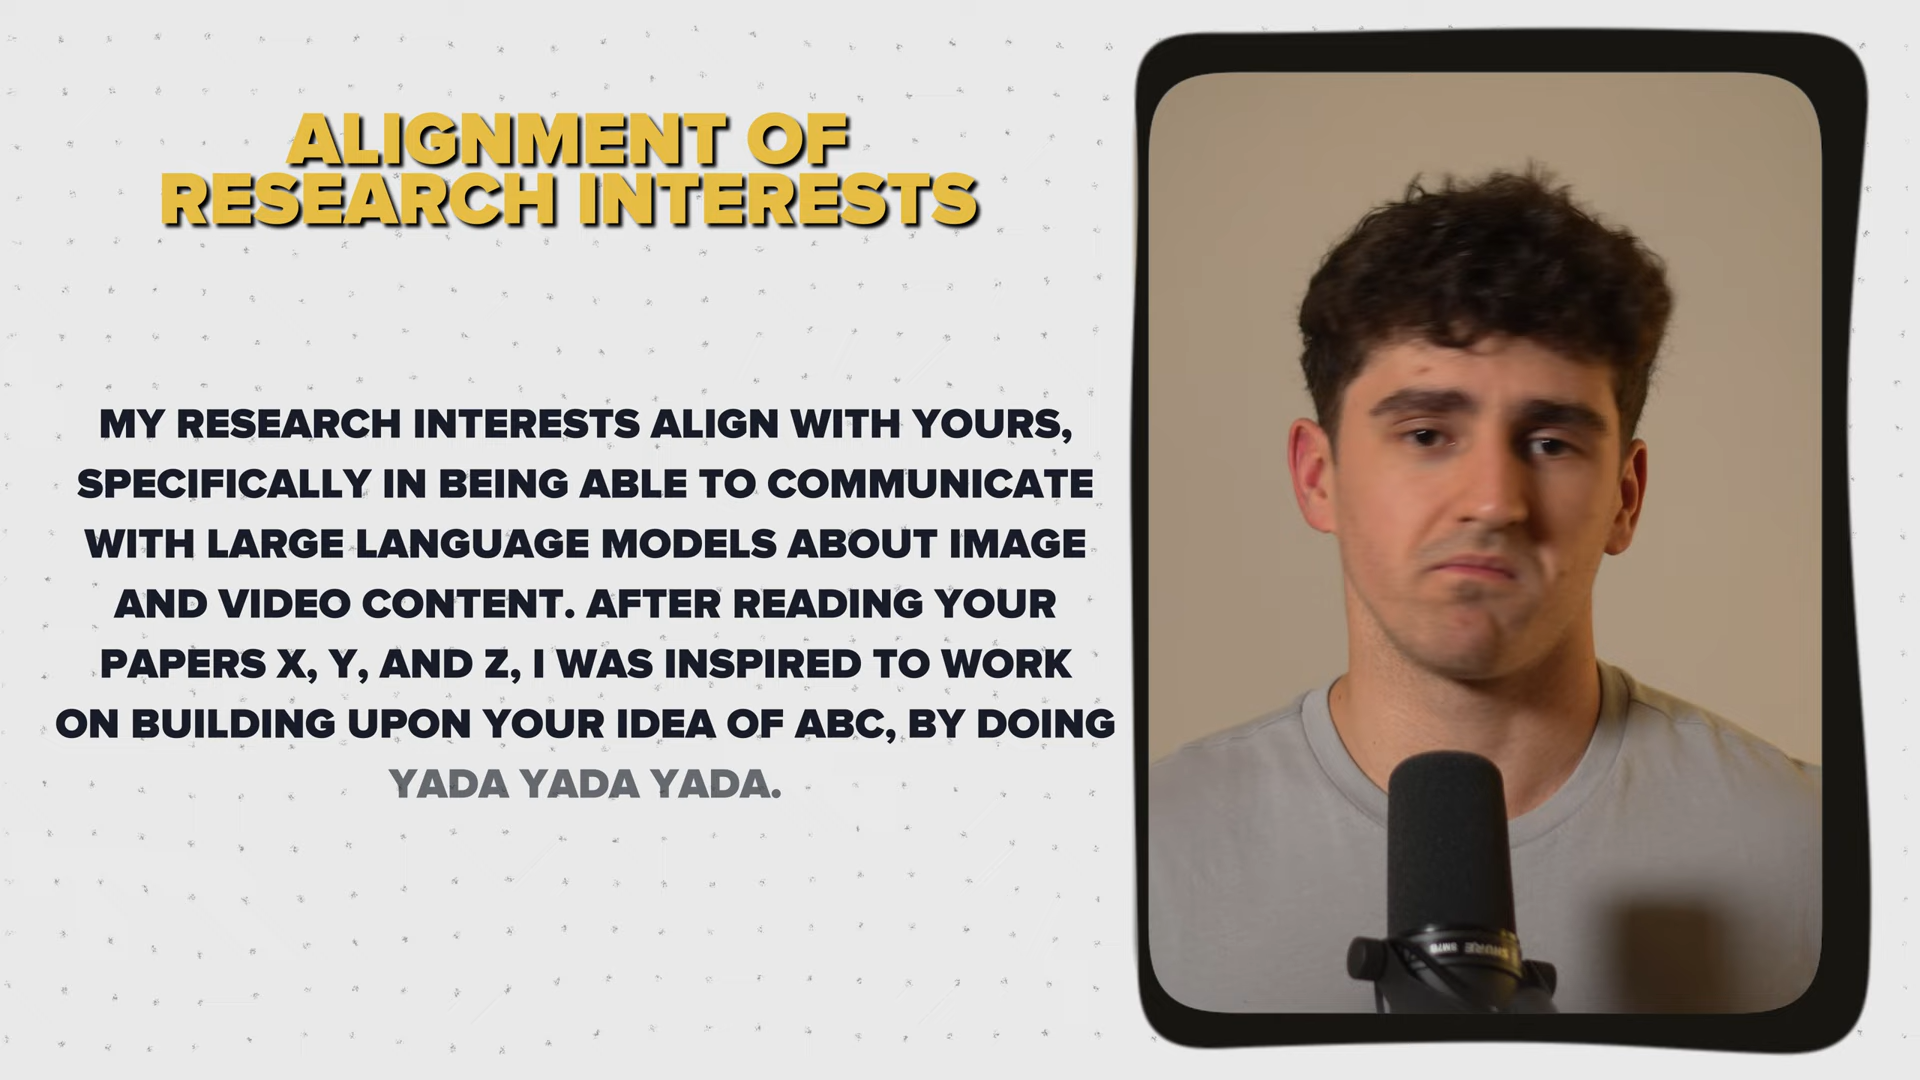 ALIGNMENT OF
RESEARCH INTERESTS
MY RESEARCH INTERESTS ALIGN WITH YOURS,
SPECIFICALLY IN BEING ABLE TO COMMUNICATE
WITH LARGE LANGUAGE MODELS ABOUT IMAGE
AND VIDEO CONTENT. AFTER READING YOUR
PAPERS X, Y, AND Z, I WAS INSPIRED TO WORK
ON BUILDING UPON YOUR IDEA OF ABC, BY DOING
YADA YADA YADA.
SHURE SM7B